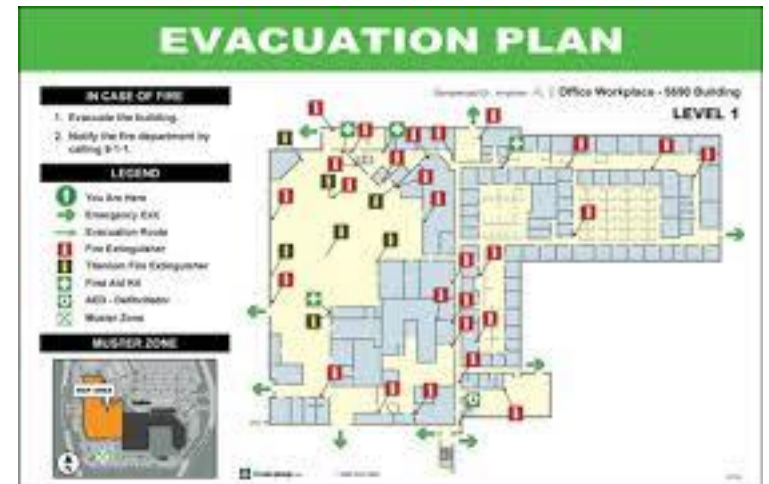 EVACUATION PLAN
IN CASE OF FIRE
1. Evacuate the building.
2. Notify the fire department by
calling 9-1-1.
LEGEND
You Are Here
Emergency Exit
Evacuation Route
Fire Extinguisher
Titanium Fire Extinguisher
First Aid Kit
AED - Defibrillator
Muster Zone
MUSTER ZONE
Office Workplace - 5690 Building
LEVEL 1